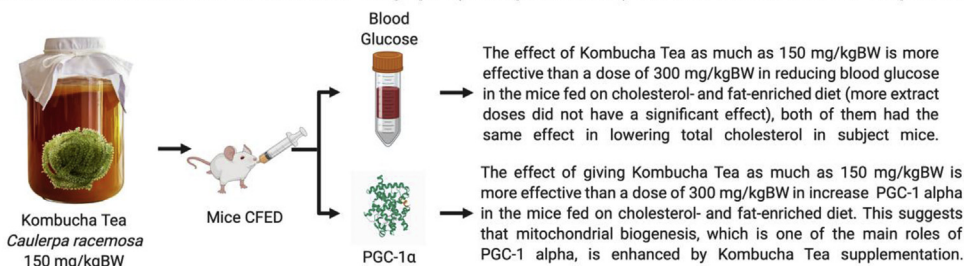 Blood
Glucose
The effect of Kombucha Tea as much as 150 mg/kgBW is more
effective than a dose of 300 mg/kgBW in reducing blood glucose
in the mice fed on cholesterol- and fat-enriched diet (more extract
doses did not have a significant effect), both of them had the
same effect in lowering total cholesterol in subject mice.
Kombucha Tea
Caulerpa racemosa
150 mg/kgBW
Mice CFED
PGC-1α
The effect of giving Kombucha Tea as much as 150 mg/kgBW is
more effective than a dose of 300 mg/kgBW in increase PGC-1 alpha
in the mice fed on cholesterol- and fat-enriched diet. This suggests
that mitochondrial biogenesis, which is one of the main roles of
PGC-1 alpha, is enhanced by Kombucha Tea supplementation.